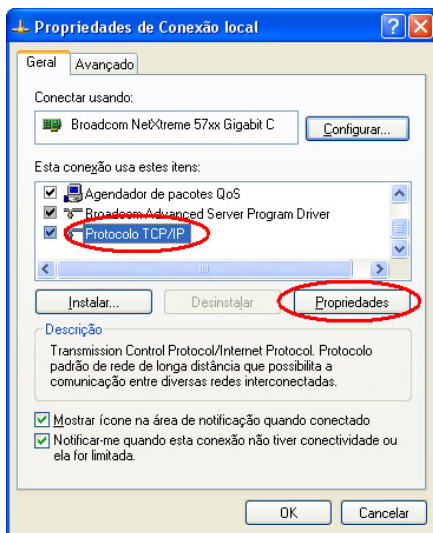 Propriedades de Conexão local
Geral
Avançado
Conectar usando:
Broadcom NetXtreme 57xx Gigabit C
Configurar...
Esta conexão usa estes itens:
Agendador de pacotes QoS
Broadcom Advanced Server Program Driver
Protocolo TCP/IP
Instalar...
Desinstalar
Propriedades
Descrição
Transmission Control Protocol/Internet Protocol. Protocolo
padrão de rede de longa distância que possibilita a
comunicação entre diversas redes interconectadas.
Mostrar ícone na área de notificação quando conectado
Notificar-me quando esta conexão não tiver conectividade ou
ela for limitada.
OK
Cancelar